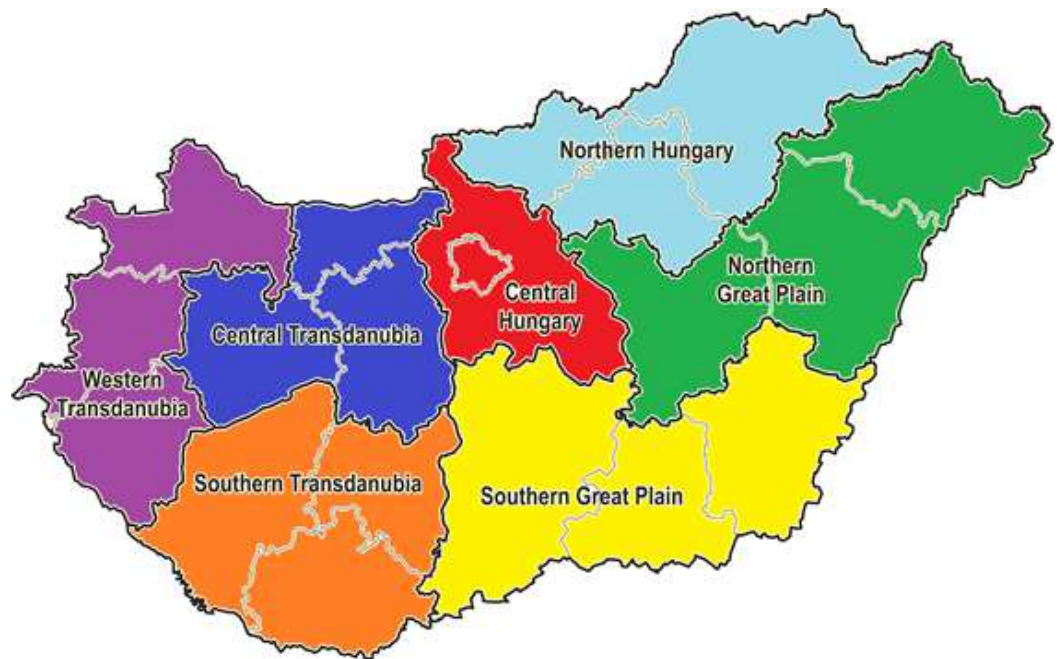 Northern Hungary
Northern
Great Plain
Central
Hungary
Central Transdanubia
Western
Transdanubia
Southern Transdanubia
Southern Great Plain